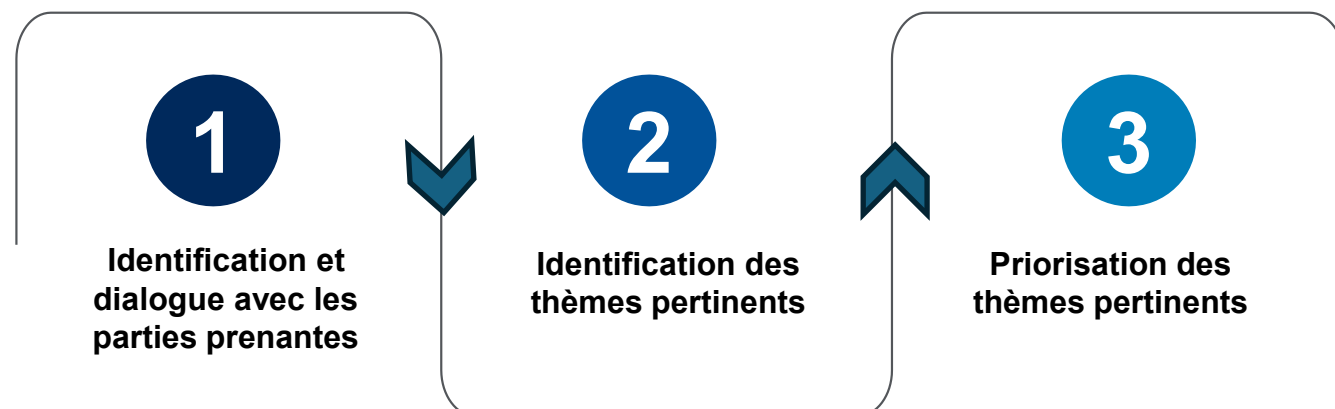 1
Identification et
dialogue avec les
parties prenantes
2
Identification des
thèmes pertinents
3
Priorisation des
thèmes pertinents